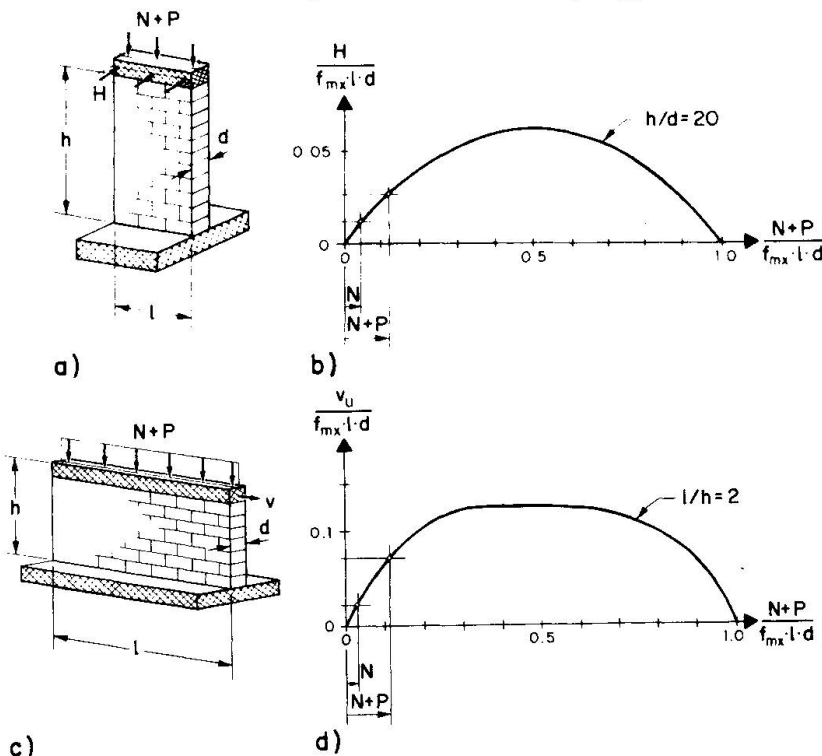 N+P
H
h
d
l
a)
H
f_mx·l·d
h/d=20
0.05
0
0.5
1.0
N+P
f_mx·l·d
N
N+P
b)
N+P
h
v
d
l
c)
v_u
f_mx·l·d
l/h=2
0.1
0
0
0.5
1.0
N+P
f_mx·l·d
N
N+P
d)